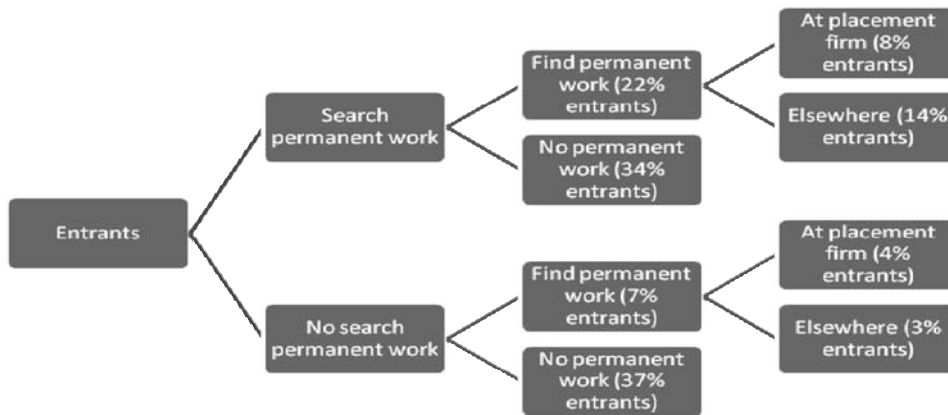 Entrants
Search
permanent work
Find permanent
work (22%
entrants)
At placement
firm (8%
entrants)
Elsewhere (14%
entrants)
No permanent
work (34%
entrants)
No search
permanent work
Find permanent
work (7%
entrants)
At placement
firm (4%
entrants)
Elsewhere (3%
entrants)
No permanent
work (37%
entrants)